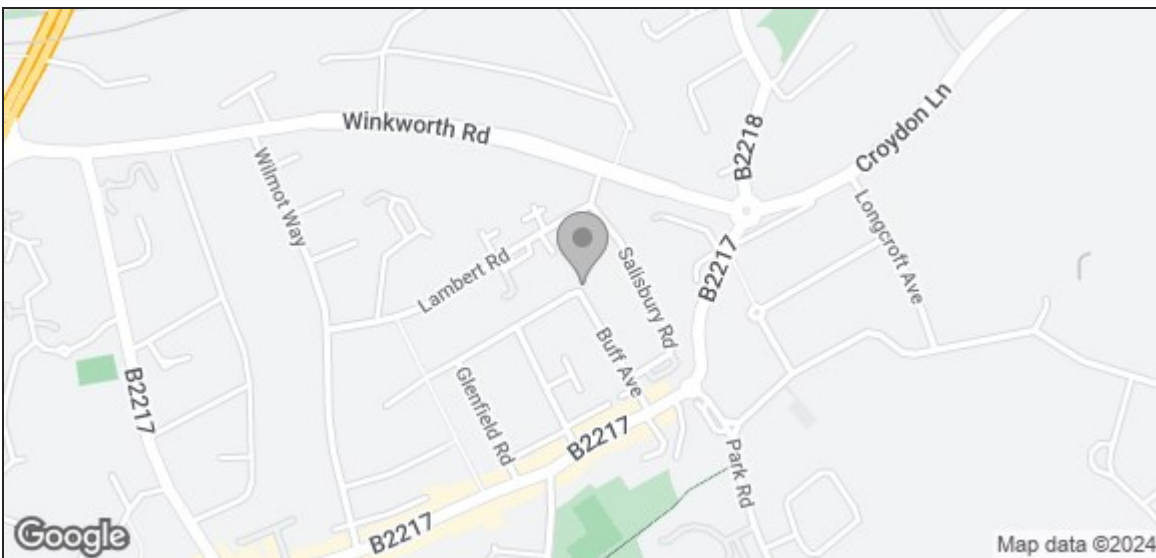 Winkworth Rd
B2218
Croydon Ln
Wilmot Way
Longcroft Ave
Lambert Rd
Salisbury Rd
B2217
Buff Ave
B2217
Glenfield Rd
B2217
Park Rd
B2217
Google
Map data ©2024